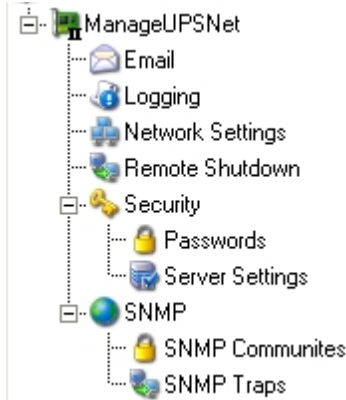 ManageUPSNet
Email
Logging
Network Settings
Remote Shutdown
Security
Passwords
Server Settings
SNMP
SNMP Communites
SNMP Traps